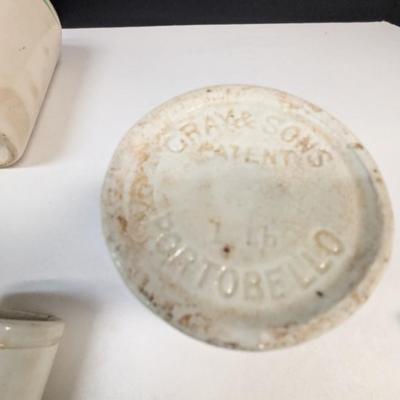 GRAY & SONS
PATENT
1 lb
PORTOBELLO